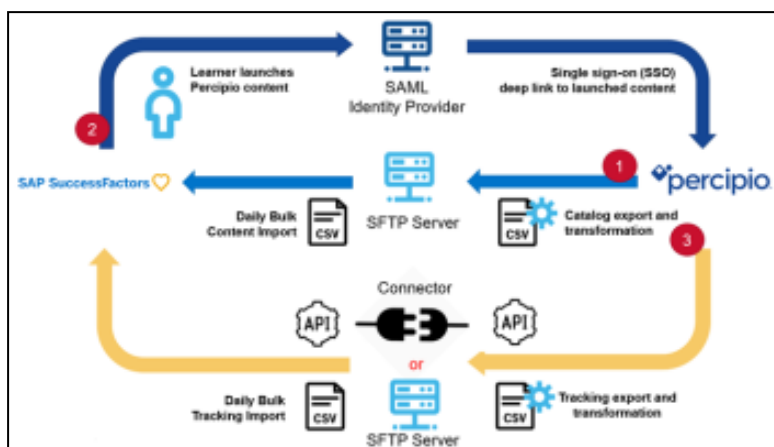 Learner launches
Percipio content
SAML
Identity Provider
Single sign-on (SSO)
deep link to launched content
2
1
SAP SuccessFactors
percipio
Daily Bulk
Content Import
CSV
SFTP Server
CSV
Catalog export and
transformation
3
Connector
API
API
or
Daily Bulk
Tracking Import
CSV
SFTP Server
CSV
Tracking export and
transformation